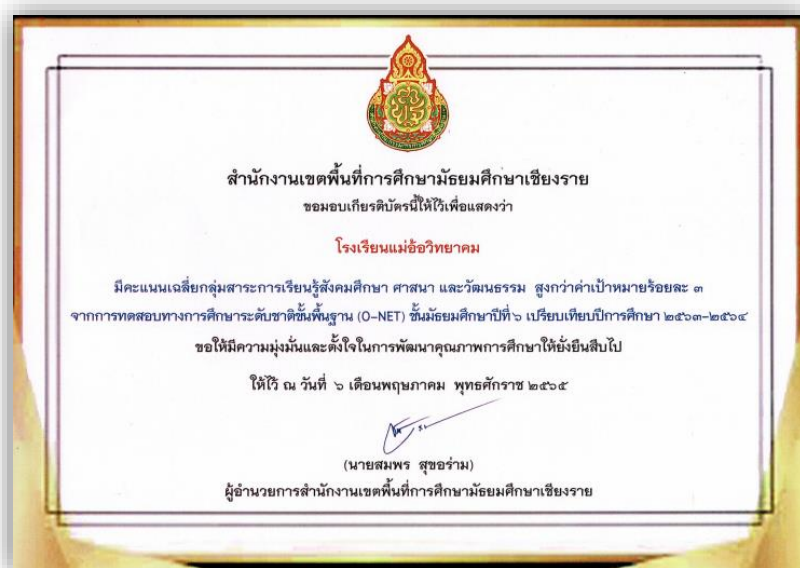 สำนักงานเขตพื้นที่การศึกษามัธยมศึกษาเชียงราย
ขอมอบเกียรติบัตรนี้ให้ไว้เพื่อแสดงว่า
โรงเรียนแม่อ้อวิทยาคม
มีคะแนนเฉลี่ยกลุ่มสาระการเรียนรู้สังคมศึกษา ศาสนา และวัฒนธรรม สูงกว่าค่าเป้าหมายร้อยละ ๓
จากการทดสอบทางการศึกษาระดับชาติขั้นพื้นฐาน (O-NET) ชั้นมัธยมศึกษาปีที่ ๖ เปรียบเทียบปีการศึกษา ๒๕๖๓-๒๕๖๔
ขอให้มีความมุ่งมั่นและตั้งใจในการพัฒนาคุณภาพการศึกษาให้ยั่งยืนสืบไป
ให้ไว้ ณ วันที่ ๖ เดือนพฤษภาคม พุทธศักราช ๒๕๖๕
(นายสมพร สุขอร่าม)
ผู้อำนวยการสำนักงานเขตพื้นที่การศึกษามัธยมศึกษาเชียงราย